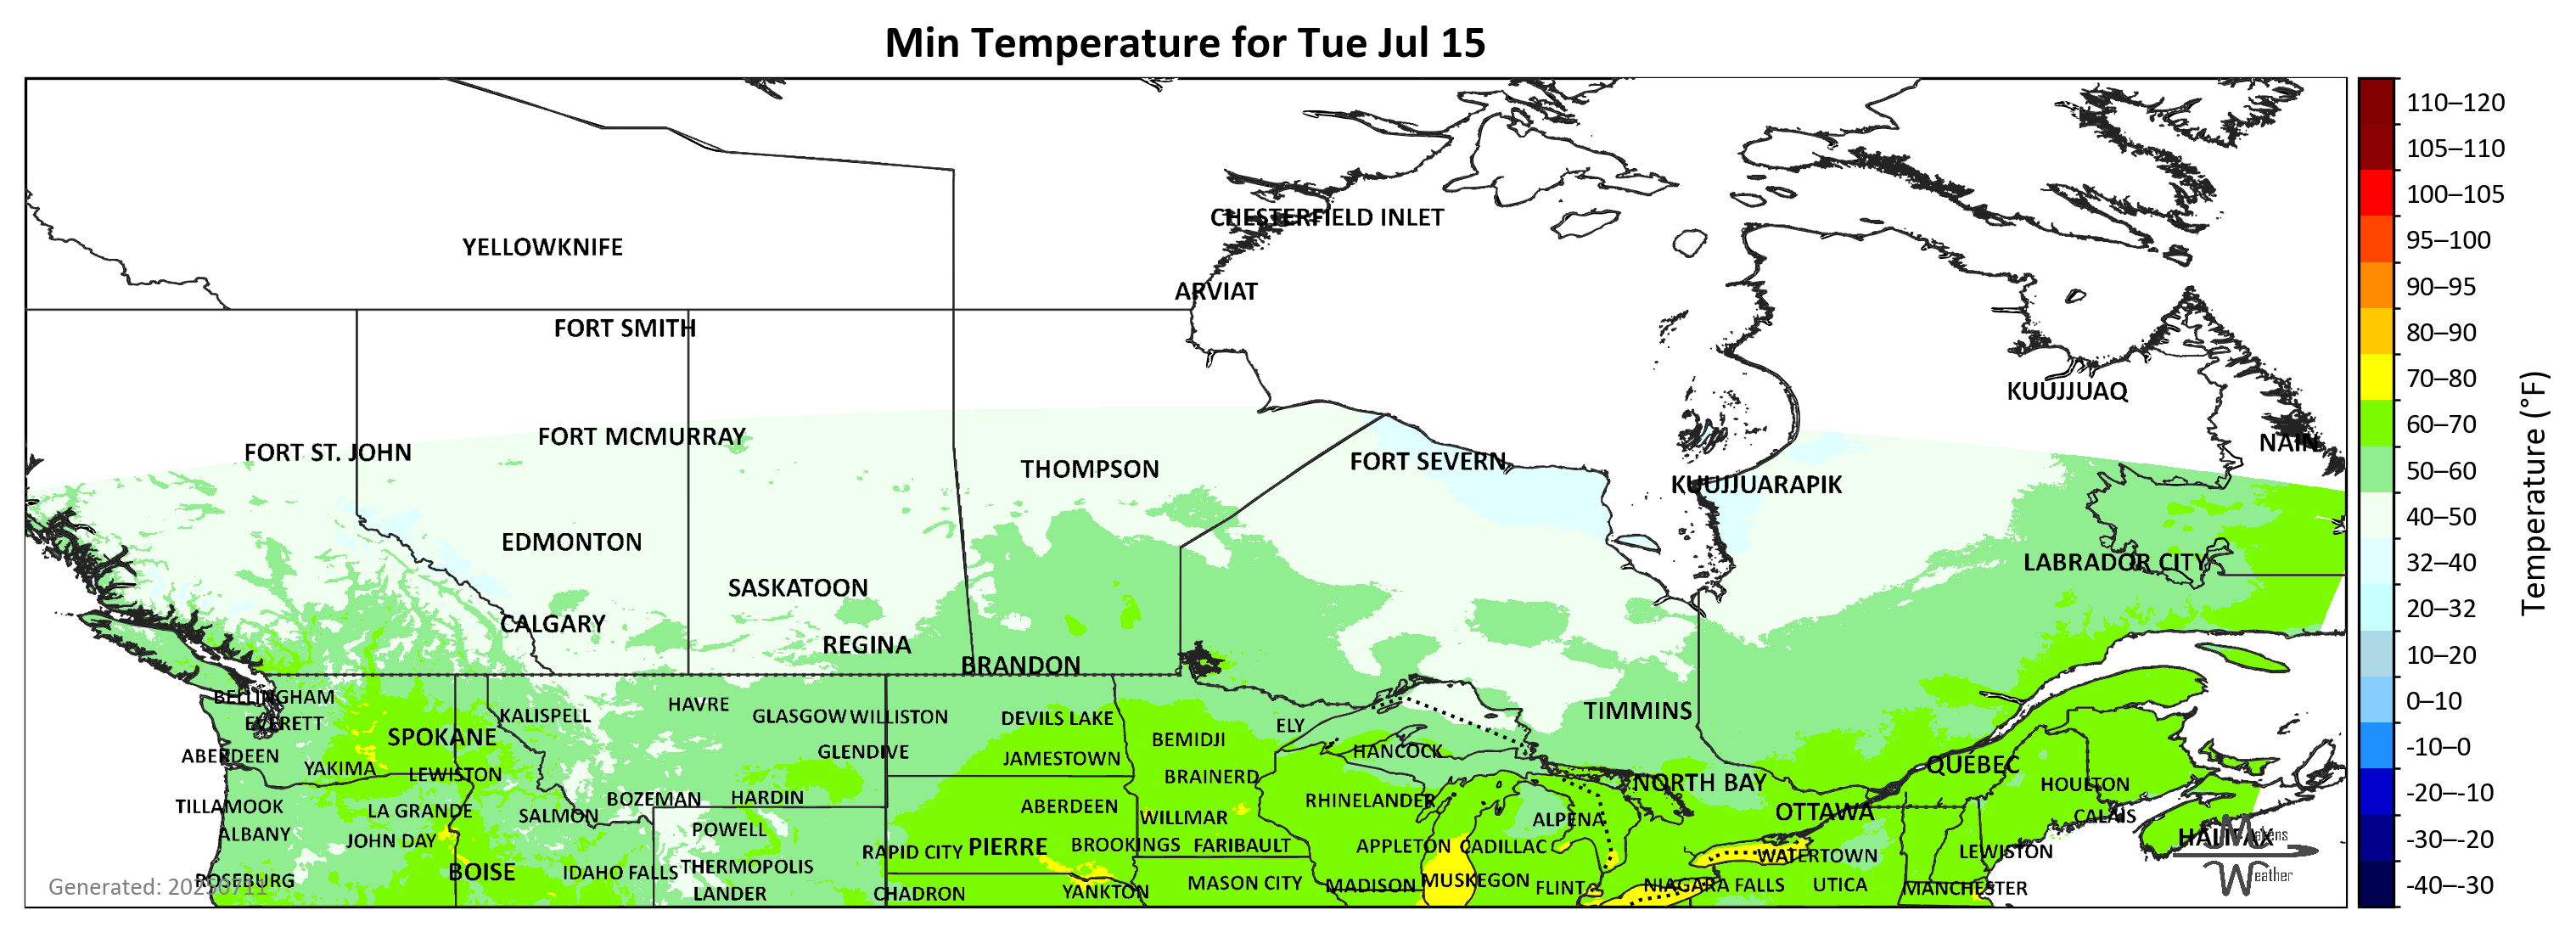 Min Temperature for Tue Jul 15
CHESTERFIELD INLET
YELLOWKNIFE
ARVIAT
FORT SMITH
KUUJJUAQ
FORT MCMURRAY
NAIN
FORT ST. JOHN
FORT SEVERN
THOMPSON
KUUJJUARAPIK
EDMONTON
LABRADOR CITY
SASKATOON
CALGARY
REGINA
BRANDON
BELLINGHAM
HAVRE
TIMMINS
KALISPELL
GLASGOW WILLISTON
DEVILS LAKE
EVERETT
ELY
SPOKANE
BEMIDJI
ABERDEEN
GLENDIVE
JAMESTOWN
HANCOCK
QUÉBEC
YAKIMA
LEWISTON
BRAINERD
NORTH BAY
HOULTON
BOZEMAN
HARDIN
RHINELANDER
TILLAMOOK
LA GRANDE
SALMON
ABERDEEN
WILLMAR
ALPENA
OTTAWA
CALAIS
ALBANY
JOHN DAY
POWELL
HALIFAX
Makens
Weather
RAPID CITY
PIERRE
BROOKINGS
FARIBAULT
APPLETON
CADILLAC
WATERTOWN
LEWISTON
ROSEBURG
BOISE
IDAHO FALLS
THERMOPOLIS
MASON CITY
MADISON
MUSKEGON
FLINT
NIAGARA FALLS
UTICA
MANCHESTER
LANDER
CHADRON
YANKTON
Generated: 20250711
110–120
105–110
100–105
95–100
90–95
80–90
70–80
60–70
50–60
40–50
32–40
20–32
10–20
0–10
-10–0
-20–-10
-30–-20
-40–-30
Temperature (°F)